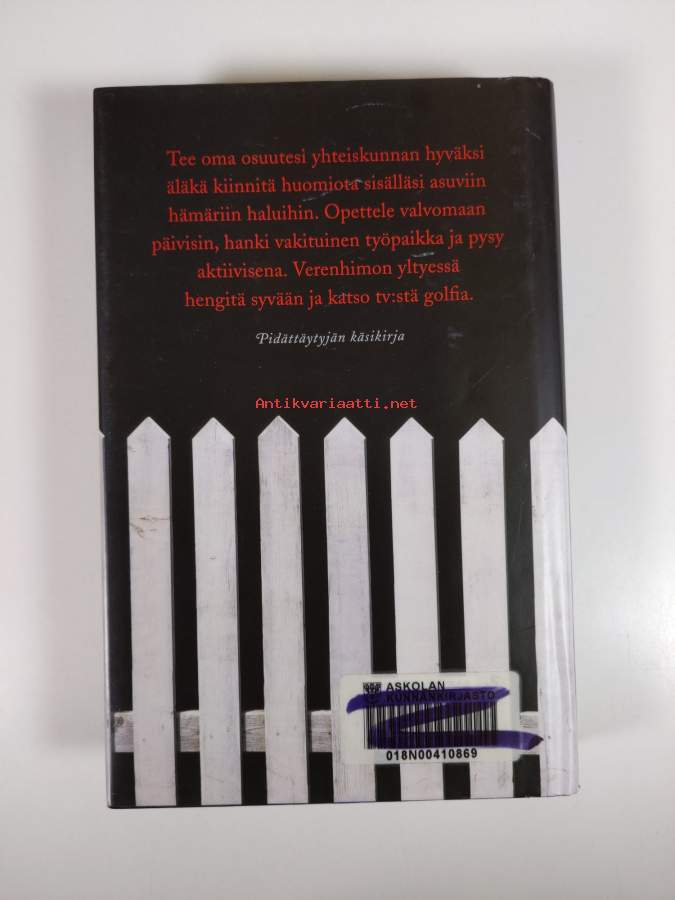 Tee oma osuutesi yhteiskunnan hyväksi
äläkä kiinnitä huomiota sisälläsi asuviin
hämäriin haluihin. Opettele valvomaan
päivisin, hanki vakituinen työpaikka ja pysy
aktiivisena. Verenhimon yltyessä
hengitä syvään ja katso tv:stä golfia.
Pidättäytyjän käsikirja
Antikvariaatti.net
ASKOLAN
KUNNANKIRJASTO
018N00410869